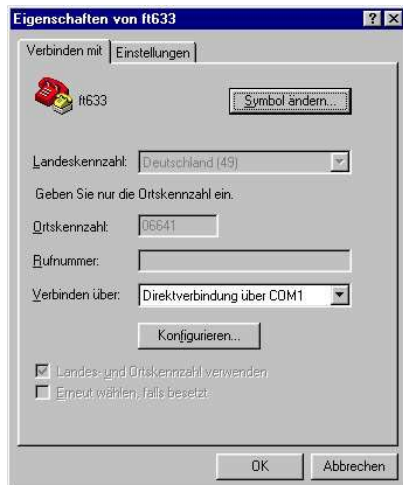 Eigenschaften von ft633
Verbinden mit Einstellungen
ft633 Symbol ändern...
Landeskennzahl: Deutschland (49)
Geben Sie nur die Ortskennzahl ein.
Ortskennzahl: 06641
Rufnummer:
Verbinden über: Direktverbindung über COM1
Konfigurieren...
Landes- und Ortskennzahl verwenden
Erneut wählen, falls besetzt
OK Abbrechen